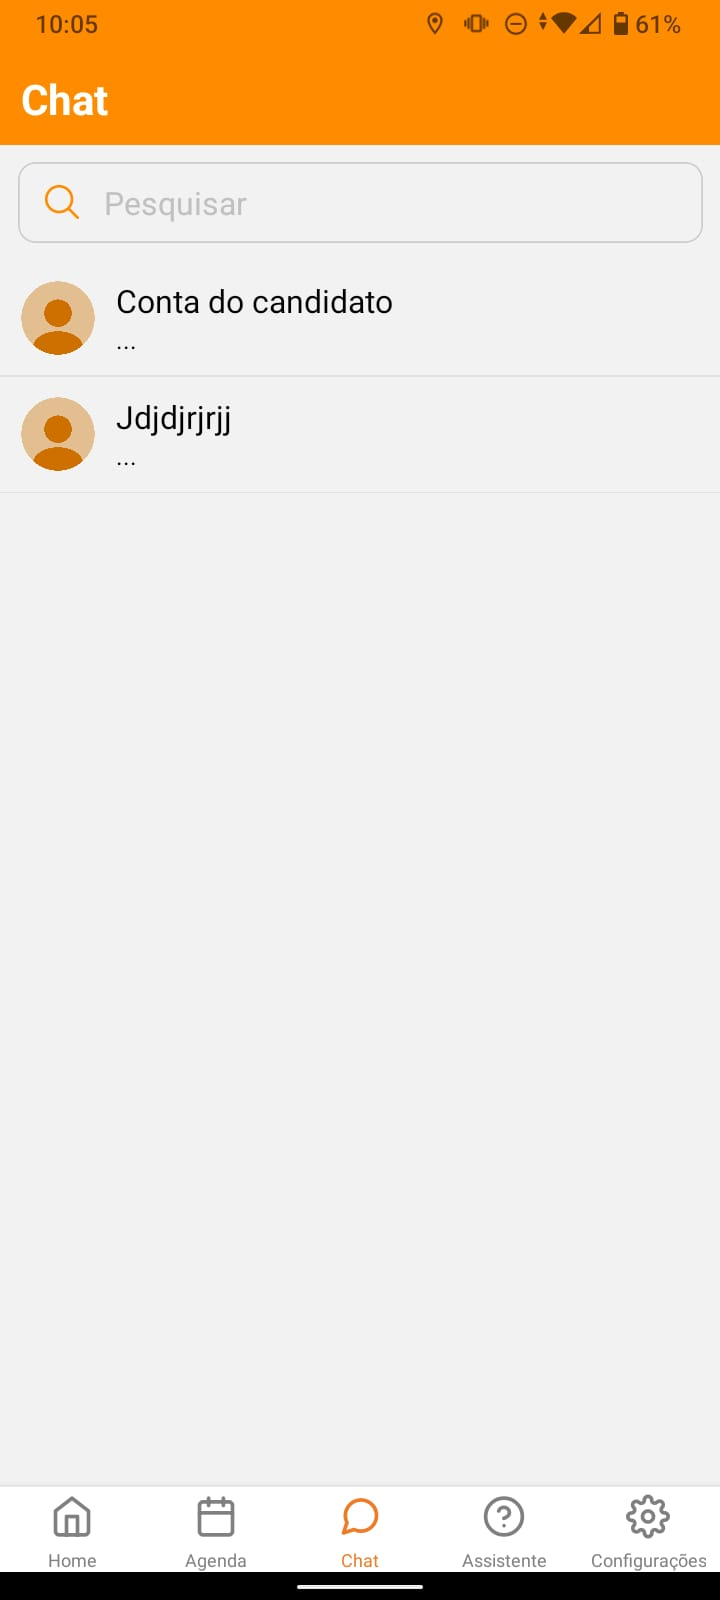 10:05 61%
Chat
Pesquisar
Conta do candidato
...
Jdjdjrjrjj
...
Home Agenda Chat Assistente Configurações